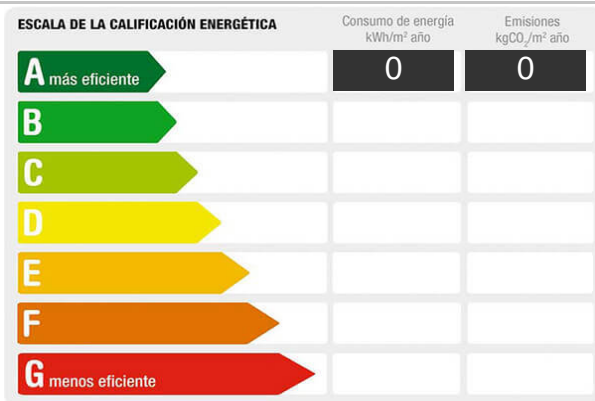 ESCALA DE LA CALIFICACIÓN ENERGÉTICA
Consumo de energía
kWh/m² año
Emisiones
kgCO₂/m² año
A más eficiente
0
0
B
C
D
E
F
G menos eficiente